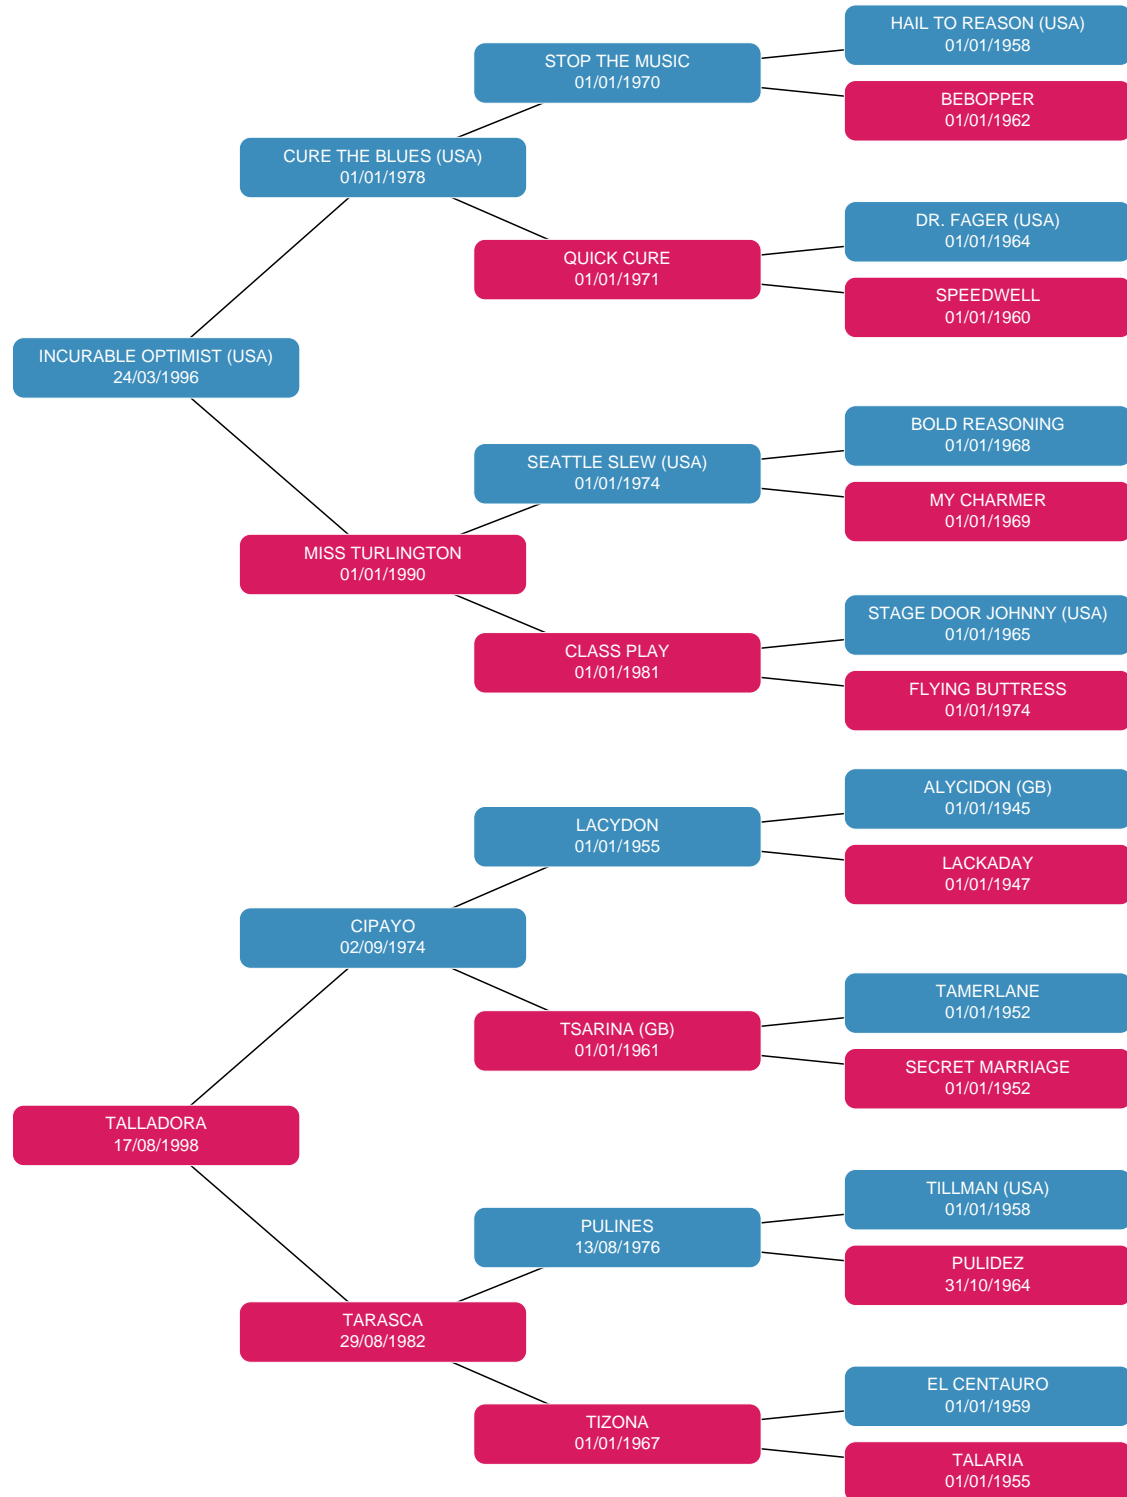 HAIL TO REASON (USA)
01/01/1958
STOP THE MUSIC
01/01/1970
BEBOPPER
01/01/1962
CURE THE BLUES (USA)
01/01/1978
DR. FAGER (USA)
01/01/1964
QUICK CURE
01/01/1971
SPEEDWELL
01/01/1960
INCURABLE OPTIMIST (USA)
24/03/1996
BOLD REASONING
01/01/1968
SEATTLE SLEW (USA)
01/01/1974
MY CHARMER
01/01/1969
MISS TURLINGTON
01/01/1990
STAGE DOOR JOHNNY (USA)
01/01/1965
CLASS PLAY
01/01/1981
FLYING BUTTRESS
01/01/1974
ALYCIDON (GB)
01/01/1945
LACYDON
01/01/1955
LACKADAY
01/01/1947
CIPAYO
02/09/1974
TAMERLANE
01/01/1952
TSARINA (GB)
01/01/1961
SECRET MARRIAGE
01/01/1952
TALLADORA
17/08/1998
TILLMAN (USA)
01/01/1958
PULINES
13/08/1976
PULIDEZ
31/10/1964
TARASCA
29/08/1982
EL CENTAURO
01/01/1959
TIZONA
01/01/1967
TALARIA
01/01/1955